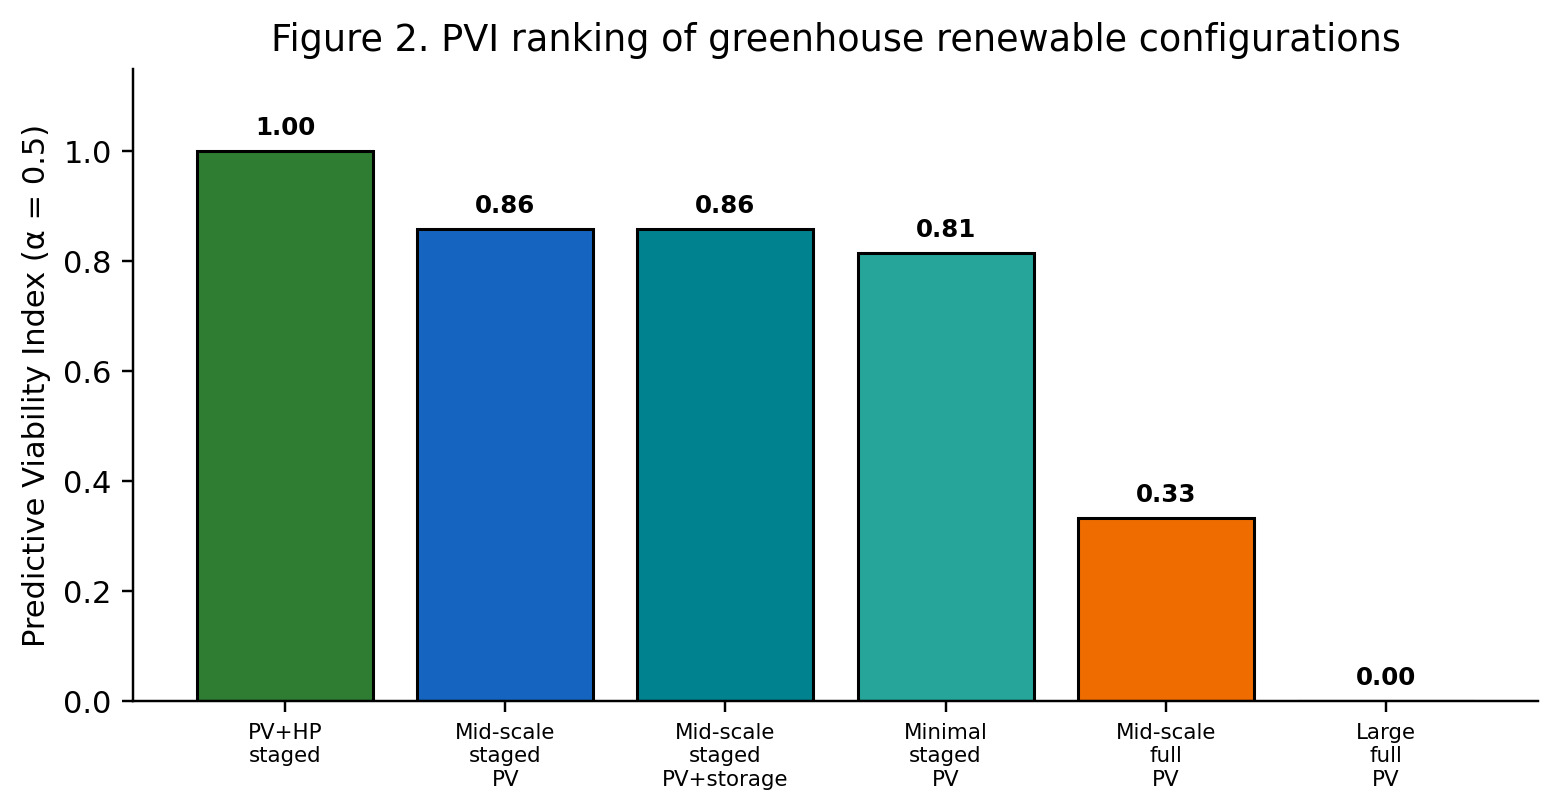 Figure 2. PVI ranking of greenhouse renewable configurations
Predictive Viability Index (α = 0.5)
1.0
0.8
0.6
0.4
0.2
0.0
1.00
0.86
0.86
0.81
0.33
0.00
PV+HP
staged
Mid-scale
staged
PV
Mid-scale
staged
PV+storage
Minimal
staged
PV
Mid-scale
full
PV
Large
full
PV